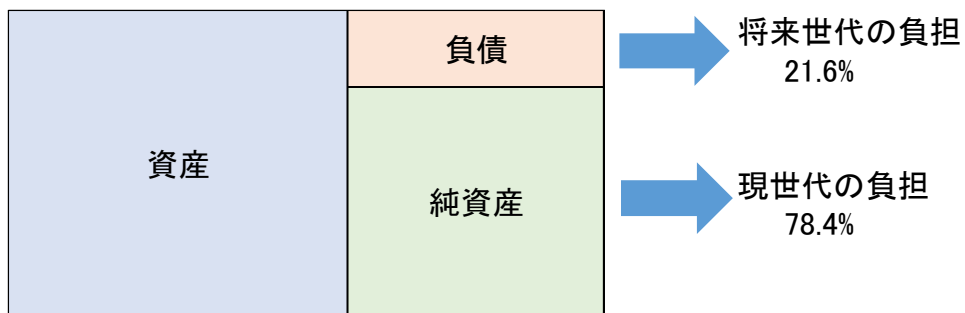 負債
将来世代の負担
21.6%
資産
純資産
現世代の負担
78.4%